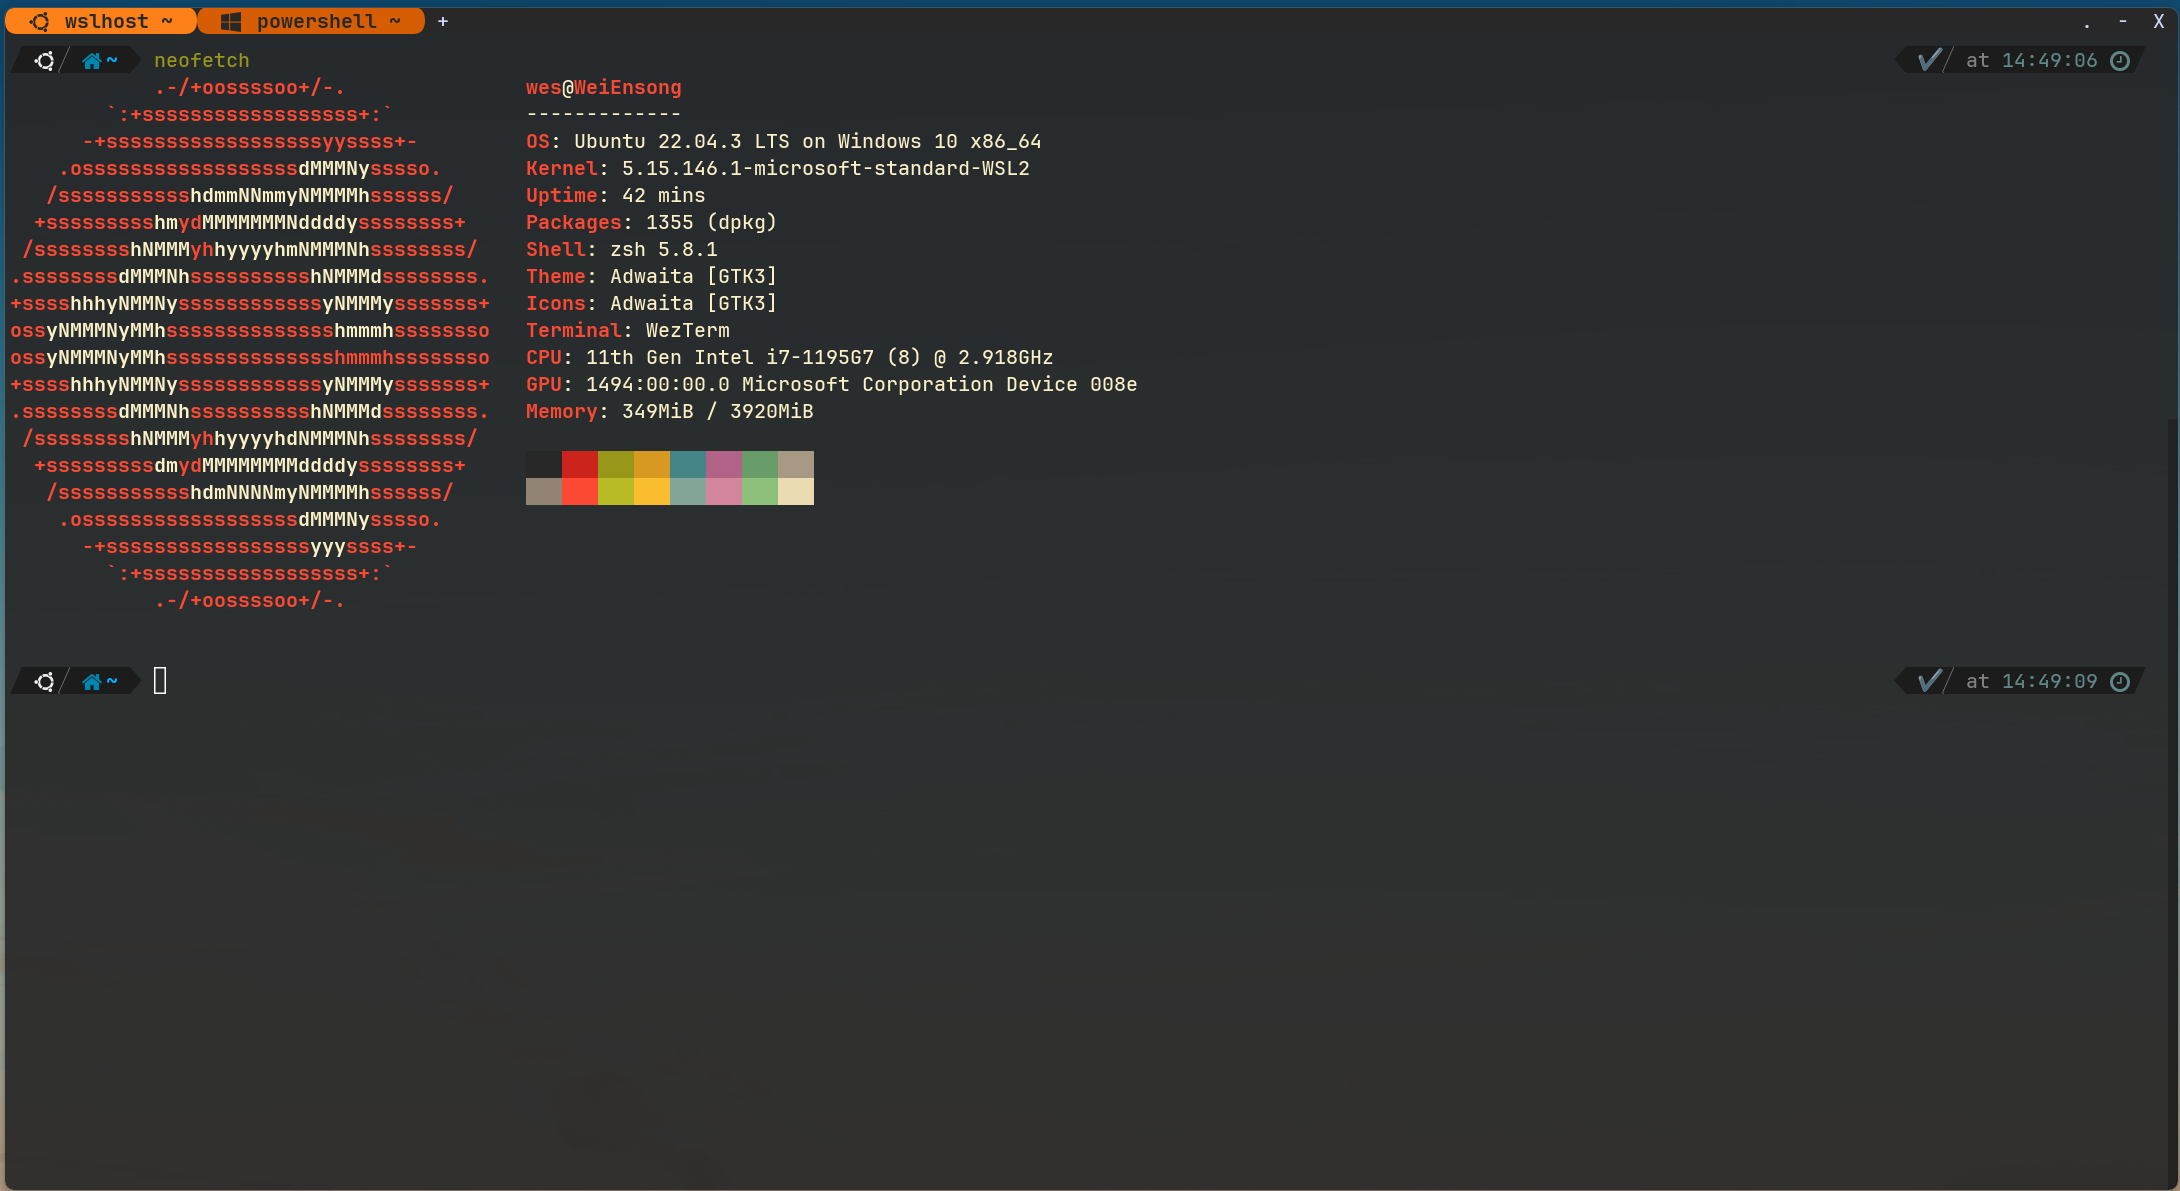 wslhost ~ powershell ~ + . - X
~ neofetch ✓ at 14:49:06
.-/+oossssoo+/-. wes@WeiEnsong
`:+ssssssssssssssssss+:` -------------
-+ssssssssssssssssssyyssss+- OS: Ubuntu 22.04.3 LTS on Windows 10 x86_64
.ossssssssssssssssssdMMMNysssso. Kernel: 5.15.146.1-microsoft-standard-WSL2
/ssssssssssshdmmNNmmyNMMMMhssssss/ Uptime: 42 mins
+ssssssssshmydMMMMMMMNddddyssssssss+ Packages: 1355 (dpkg)
/sssssssshNMMMyhhyyyyhmNMMMNhssssssss/ Shell: zsh 5.8.1
.ssssssssdMMMNhsssssssssshNMMMdssssssss. Theme: Adwaita [GTK3]
+sssshhhyNMMNyssssssssssssyNMMMysssssss+ Icons: Adwaita [GTK3]
ossyNMMMNyMMhsssssssssssssshmmmhssssssso Terminal: WezTerm
ossyNMMMNyMMhsssssssssssssshmmmhssssssso CPU: 11th Gen Intel i7-1195G7 (8) @ 2.918GHz
+sssshhhyNMMNyssssssssssssyNMMMysssssss+ GPU: 1494:00:00.0 Microsoft Corporation Device 008e
.ssssssssdMMMNhsssssssssshNMMMdssssssss. Memory: 349MiB / 3920MiB
/sssssssshNMMMyhhyyyyhdNMMMNhssssssss/
+sssssssssdmydMMMMMMMMddddyssssssss+
/ssssssssssshdmNNNNmyNMMMMhssssss/
.ossssssssssssssssssdMMMNysssso.
-+sssssssssssssssssyyyssss+-
`:+ssssssssssssssssss+:`
.-/+oossssoo+/-.
~ ✓ at 14:49:09